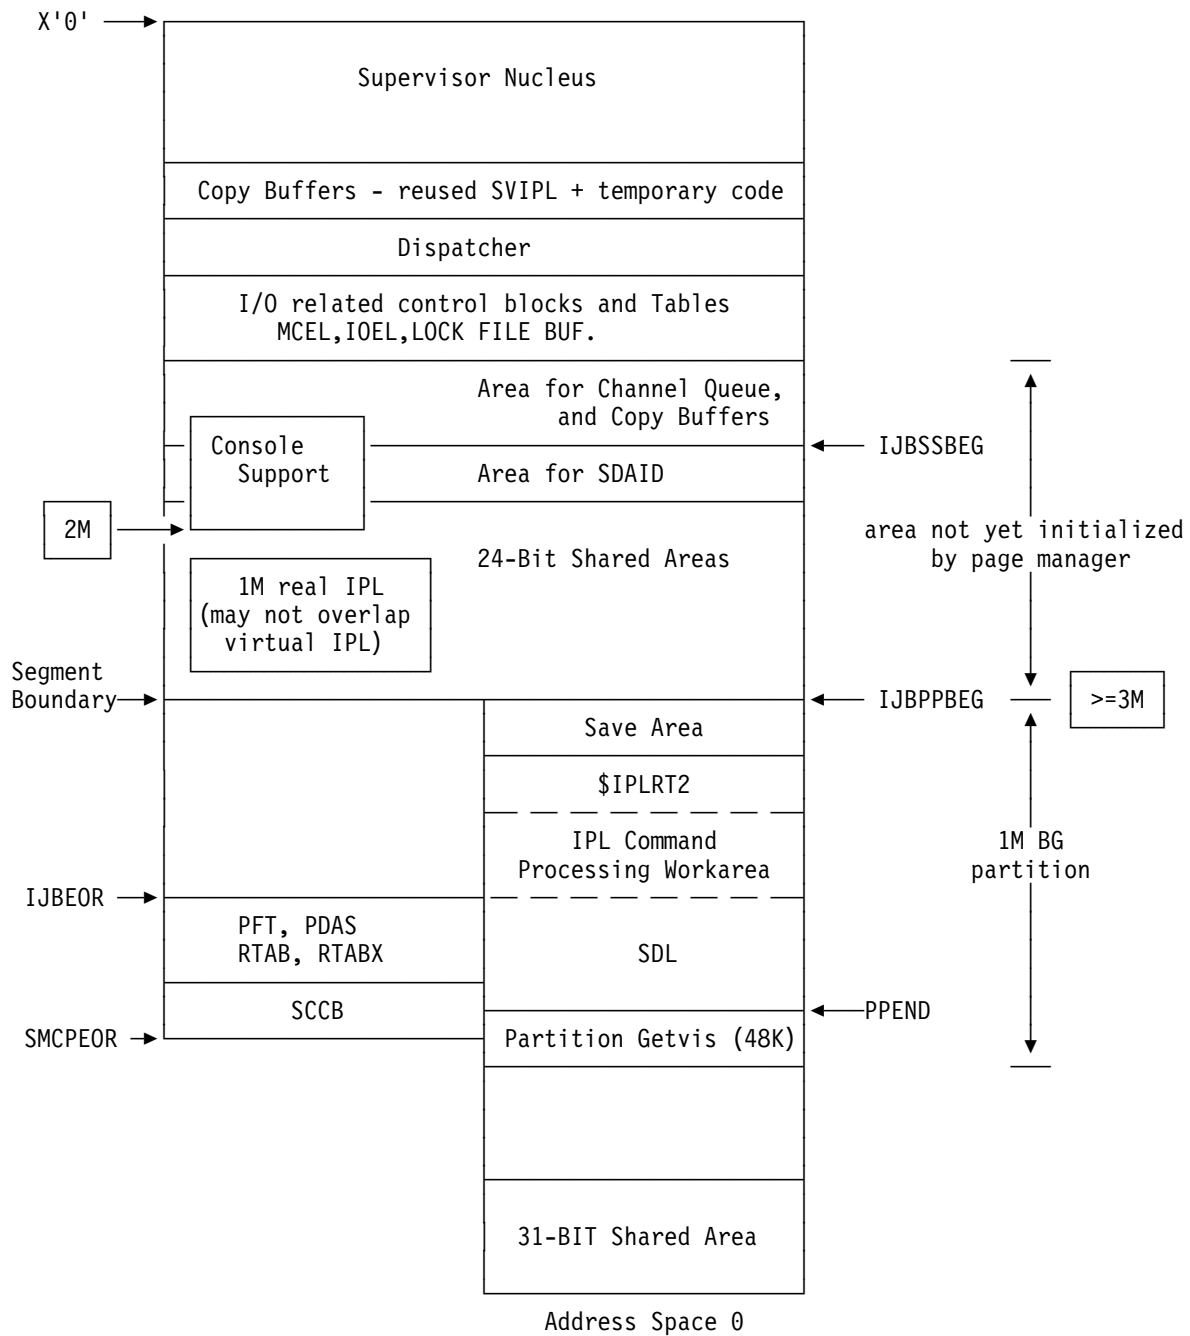 X'0'
Supervisor Nucleus
Copy Buffers - reused SVIPL + temporary code
Dispatcher
I/O related control blocks and Tables
MCEL,IOEL,LOCK FILE BUF.
Area for Channel Queue,
and Copy Buffers
Console
Support
IJBSSBEG
Area for SDAID
2M
area not yet initialized
by page manager
24-Bit Shared Areas
1M real IPL
(may not overlap
virtual IPL)
Segment
Boundary
IJBPPBEG
>=3M
Save Area
$IPLRT2
IPL Command
Processing Workarea
1M BG
partition
IJBEOR
PFT, PDAS
RTAB, RTABX
SDL
SCCB
PPEND
SMCPEOR
Partition Getvis (48K)
31-BIT Shared Area
Address Space 0